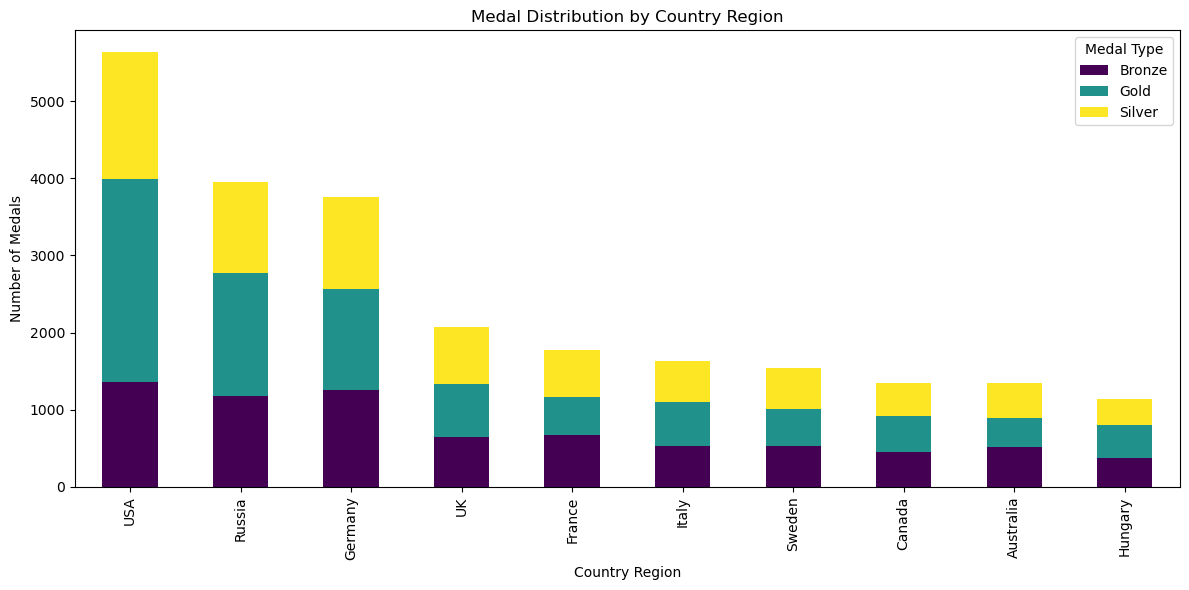 Medal Distribution by Country Region
Medal Type
Bronze
Gold
Silver
Number of Medals
5000
4000
3000
2000
1000
0
USA
Russia
Germany
UK
France
Italy
Sweden
Canada
Australia
Hungary
Country Region